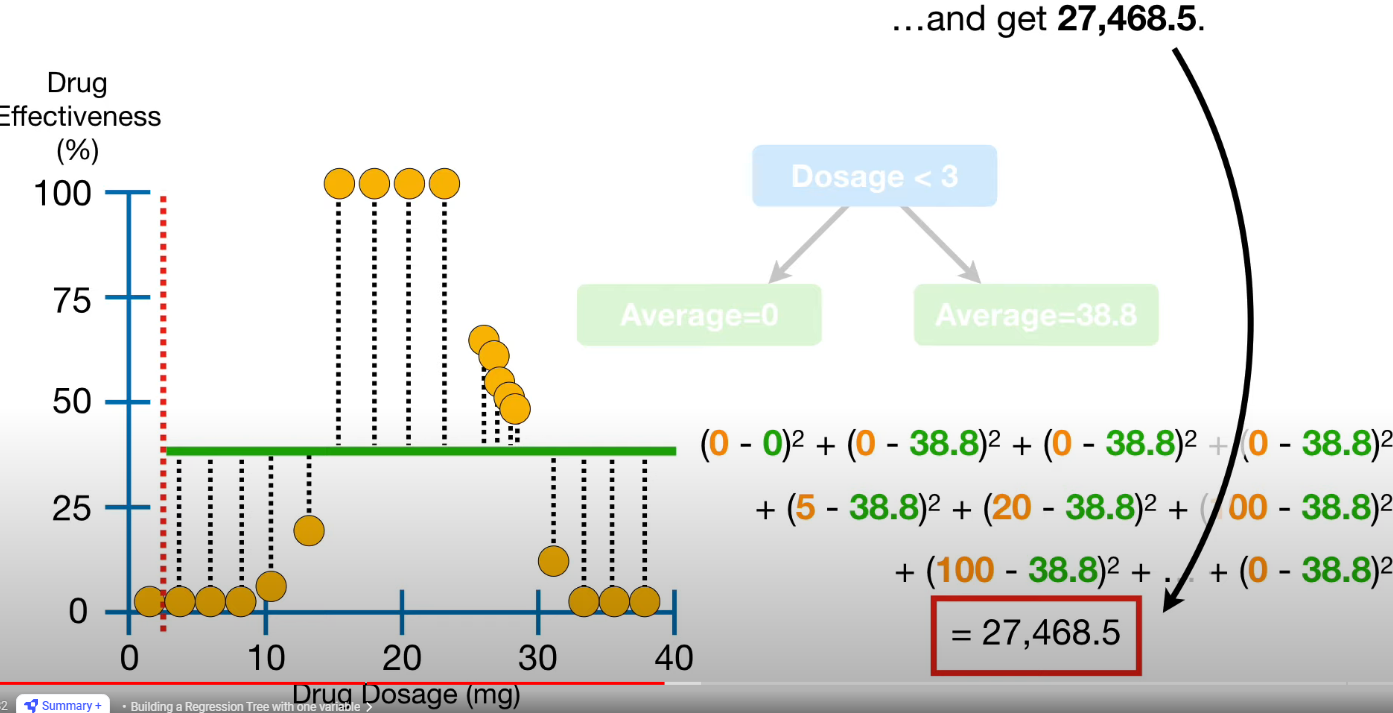 ...and get 27,468.5.
Drug
Effectiveness
(%)
100
75
50
25
0
0 10 20 30 40
Drug Dosage (mg)
Dosage < 3
Average=0 Average=38.8
(0 - 0)² + (0 - 38.8)² + (0 - 38.8)² + (0 - 38.8)²
+ (5 - 38.8)² + (20 - 38.8)² + (100 - 38.8)²
+ (100 - 38.8)² + ... + (0 - 38.8)²
= 27,468.5
2 Summary + • Building a Regression Tree with one variable >